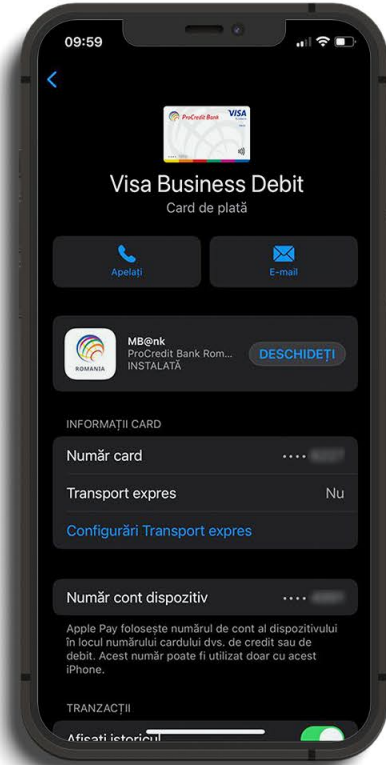 09:59
ProCredit Bank
VISA
Visa Business Debit
Card de plată
Apelați
E-mail
MB@nk
ProCredit Bank Rom...
INSTALATĂ
DESCHIDEȚI
ROMANIA
INFORMAȚII CARD
Număr card ••••
Transport expres Nu
Configurări Transport expres
Număr cont dispozitiv ••••
Apple Pay folosește numărul de cont al dispozitivului
în locul numărului cardului dvs. de credit sau de
debit. Acest număr poate fi utilizat doar cu acest
iPhone.
TRANZACȚII
Afișați istoricul